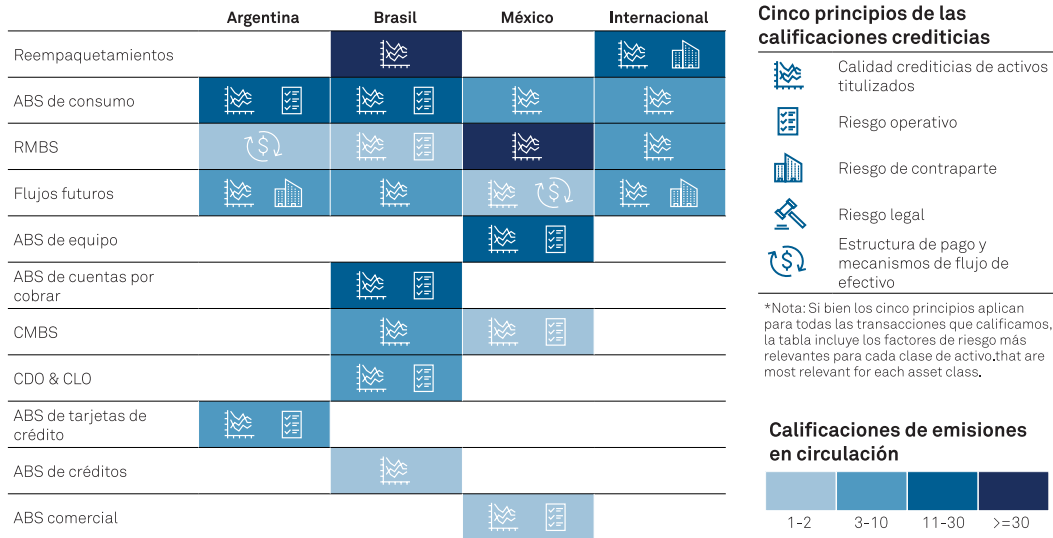 Argentina Brasil México Internacional
Reempaquetamientos
ABS de consumo
RMBS
Flujos futuros
ABS de equipo
ABS de cuentas por
cobrar
CMBS
CDO & CLO
ABS de tarjetas de
crédito
ABS de créditos
ABS comercial
Cinco principios de las
calificaciones crediticias
Calidad crediticias de activos
titulizados
Riesgo operativo
Riesgo de contraparte
Riesgo legal
Estructura de pago y
mecanismos de flujo de
efectivo
*Nota: Si bien los cinco principios aplican
para todas las transacciones que calificamos,
la tabla incluye los factores de riesgo más
relevantes para cada clase de activo.that are
most relevant for each asset class.
Calificaciones de emisiones
en circulación
1-2 3-10 11-30 >=30